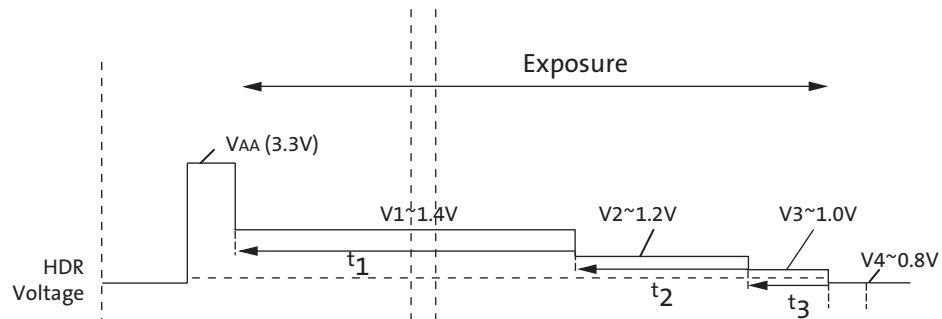 Exposure
VAA (3.3V)
V1~1.4V
V2~1.2V
V3~1.0V
t1
HDR
Voltage
V4~0.8V
t2
t3